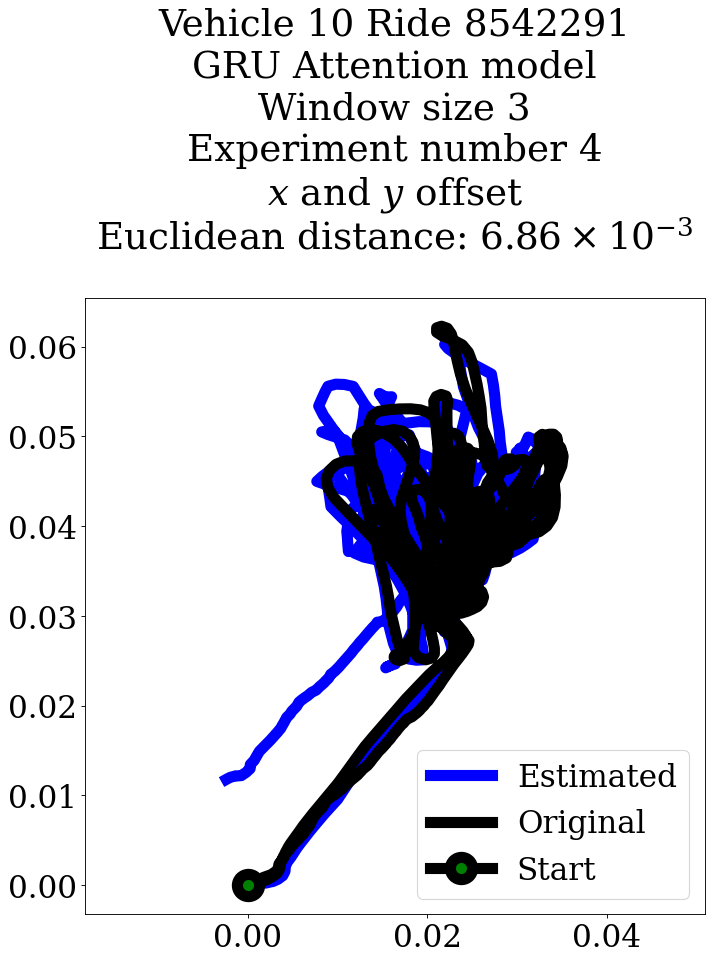 Vehicle 10 Ride 8542291
GRU Attention model
Window size 3
Experiment number 4
x and y offset
Euclidean distance: 6.86 × 10⁻³
0.06
0.05
0.04
0.03
0.02
0.01
0.00
Estimated
Original
Start
0.00 0.02 0.04